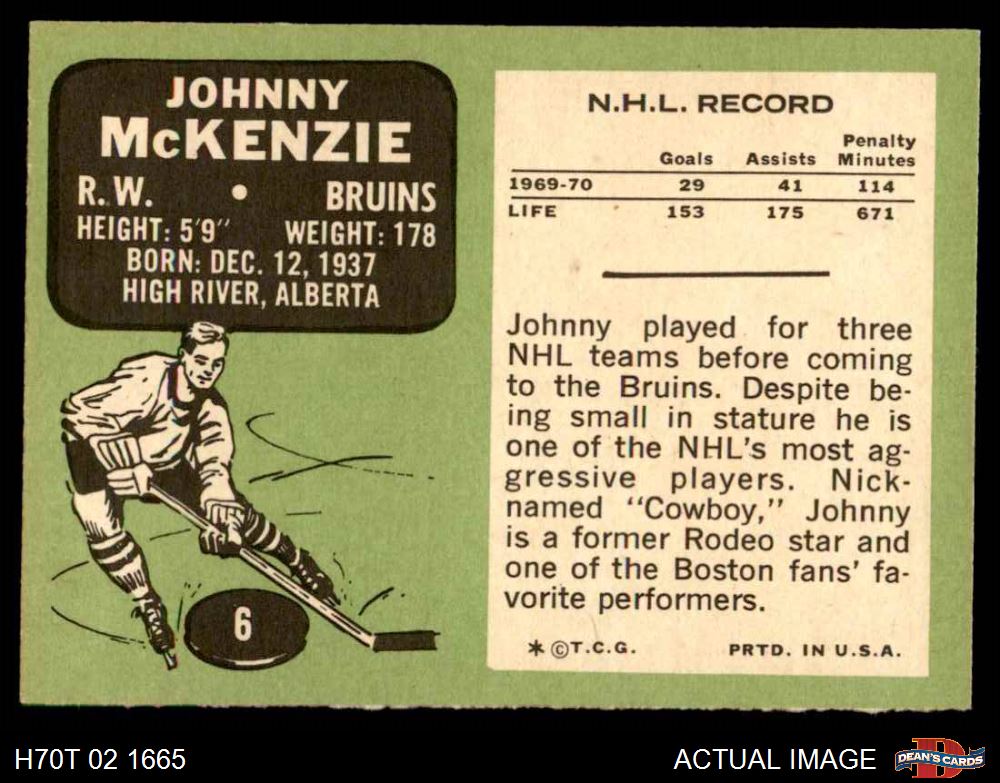 JOHNNY
McKENZIE
R.W. • BRUINS
HEIGHT: 5'9" WEIGHT: 178
BORN: DEC. 12, 1937
HIGH RIVER, ALBERTA
6
N.H.L. RECORD
Goals Assists Penalty Minutes
1969-70 29 41 114
LIFE 153 175 671
Johnny played for three
NHL teams before coming
to the Bruins. Despite be-
ing small in stature he is
one of the NHL's most ag-
gressive players. Nick-
named "Cowboy," Johnny
is a former Rodeo star and
one of the Boston fans' fa-
vorite performers.
* ©T.C.G. PRTD. IN U.S.A.
H70T 02 1665 ACTUAL IMAGE D DEAN'S CARDS